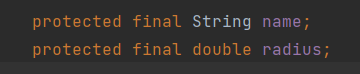 protected final String name;
protected final double radius;